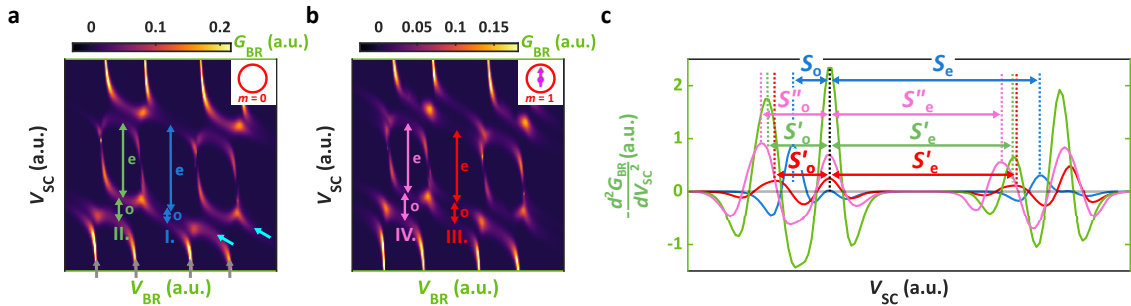 a
0 0.1 0.2
G_BR (a.u.)
V_SC (a.u.)
m = 0
e
e
o
o
II.
I.
V_BR (a.u.)
b
0 0.05 0.1 0.15
G_BR (a.u.)
V_SC (a.u.)
m = 1
e
e
o
o
IV.
III.
V_BR (a.u.)
c
-d²G_BR/dV_SC² (a.u.)
2
1
0
-1
S_o S_e
S''_o S''_e
S'_o S'_e
S'_o S'_e
V_SC (a.u.)